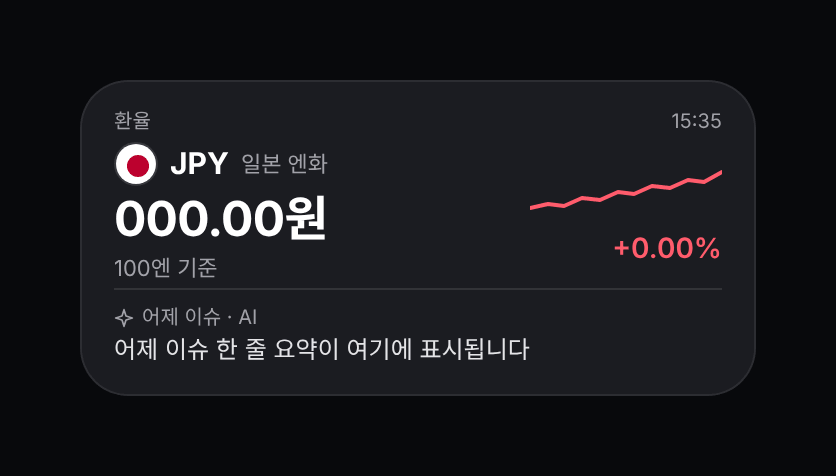 환율 15:35
JPY 일본 엔화
000.00원
+0.00%
100엔 기준
어제 이슈 · AI
어제 이슈 한 줄 요약이 여기에 표시됩니다